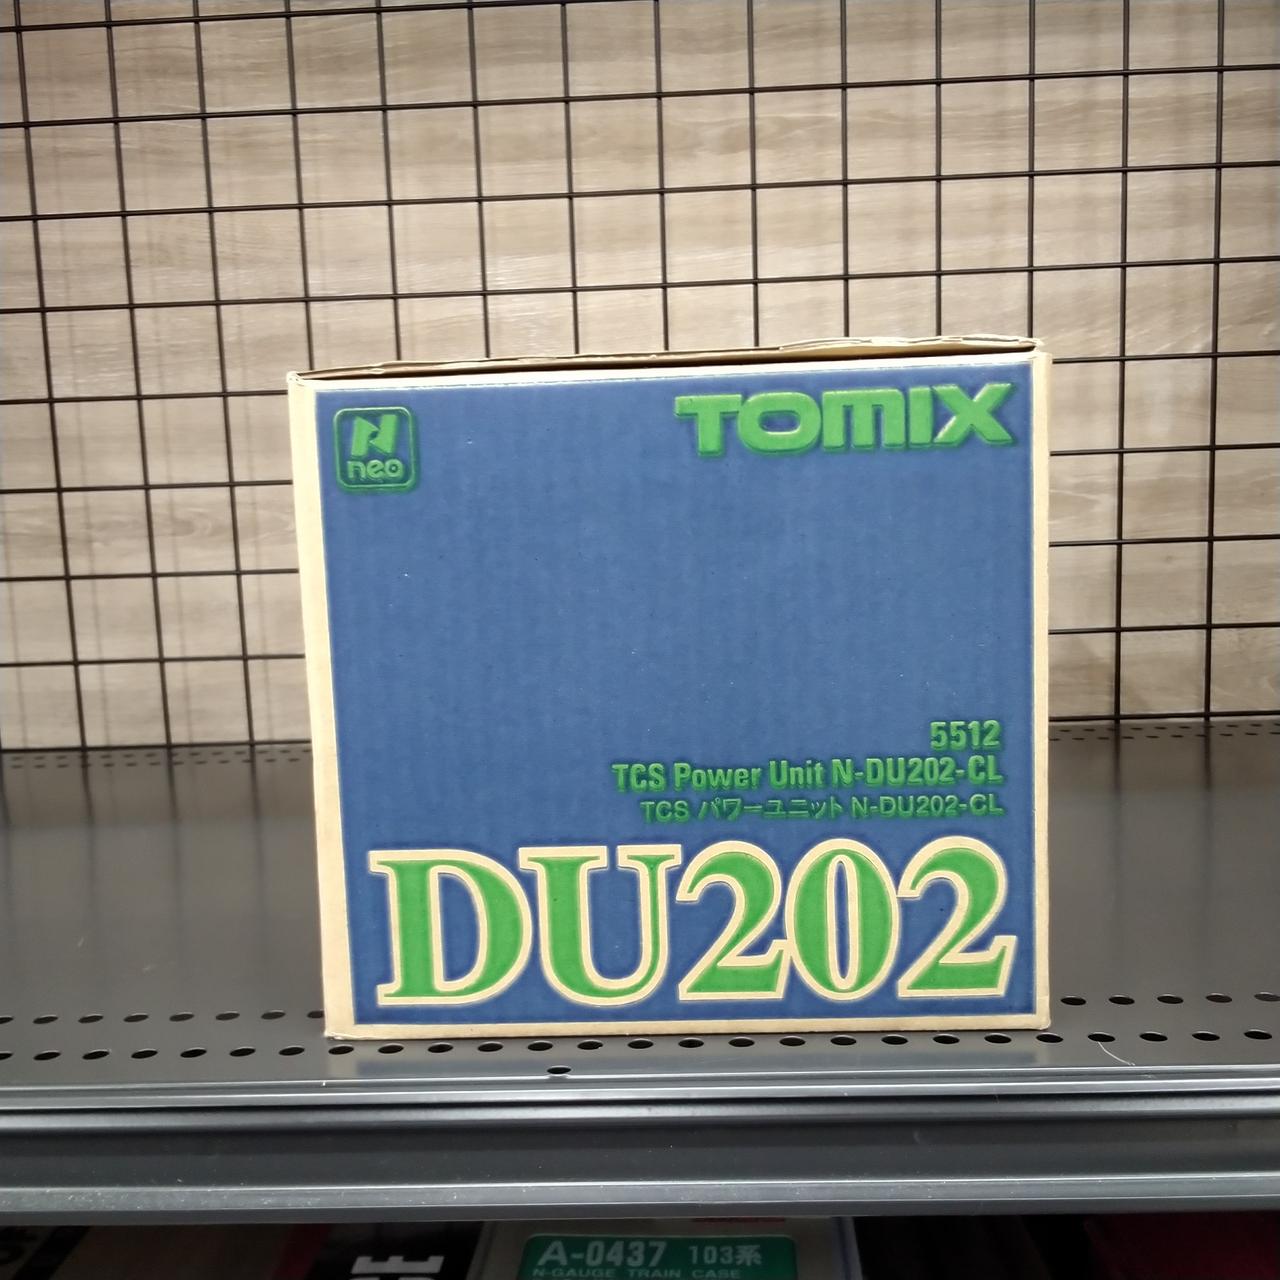 N
neo
TOMIX
5512
TCS Power Unit N-DU202-CL
TCS パワーユニット N-DU202-CL
DU202
A-0437 103系
N-GAUGE TRAIN CASE